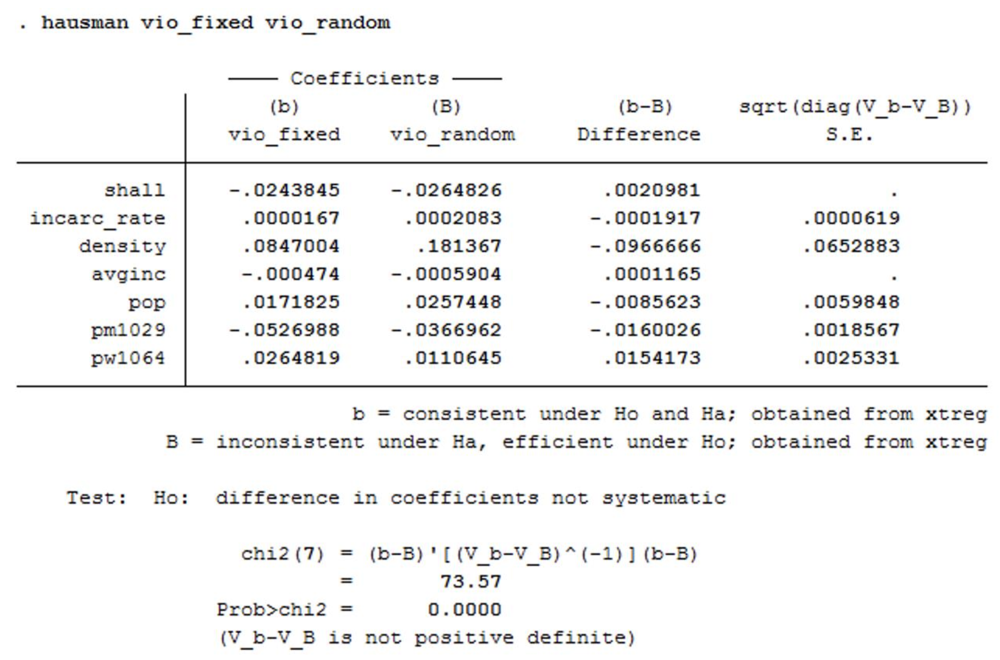 . hausman vio_fixed vio_random
Coefficients
(b) (B) (b-B) sqrt(diag(V_b-V_B))
vio_fixed vio_random Difference S.E.
shall -.0243845 -.0264826 .0020981 .
incarc_rate .0000167 .0002083 -.0001917 .0000619
density .0847004 .181367 -.0966666 .0652883
avginc -.000474 -.0005904 .0001165 .
pop .0171825 .0257448 -.0085623 .0059848
pm1029 -.0526988 -.0366962 -.0160026 .0018567
pw1064 .0264819 .0110645 .0154173 .0025331
b = consistent under Ho and Ha; obtained from xtreg
B = inconsistent under Ha, efficient under Ho; obtained from xtreg
Test: Ho: difference in coefficients not systematic
chi2(7) = (b-B)'[(V_b-V_B)^(-1)](b-B)
= 73.57
Prob>chi2 = 0.0000
(V_b-V_B is not positive definite)